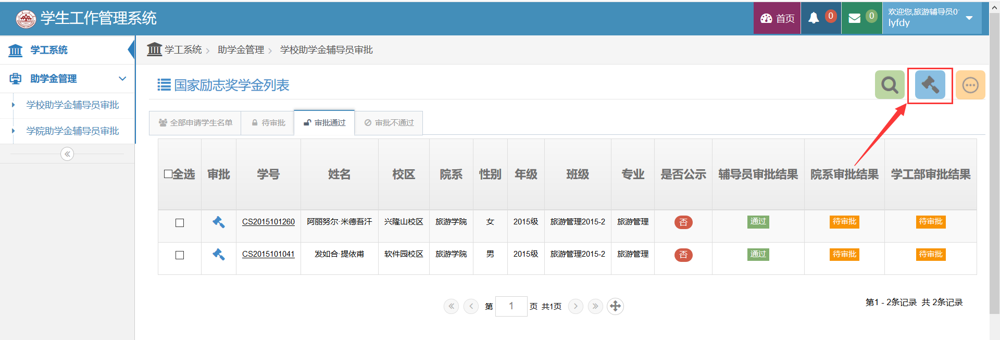 学生工作管理系统
首页
0
0
欢迎您,旅游辅导员0
lyfdy
学工系统
助学金管理
学校助学金辅导员审批
学院助学金辅导员审批
学工系统 > 助学金管理 > 学校助学金辅导员审批
国家励志奖学金列表
全部申请学生名单 待审批 审批通过 审批不通过
全选 审批 学号 姓名 校区 院系 性别 年级 班级 专业 是否公示 辅导员审批结果 院系审批结果 学工部审批结果
CS2015101260 阿丽努尔·米德吾汗 兴隆山校区 旅游学院 女 2015级 旅游管理2015-2 旅游管理 否 通过 待审批 待审批
CS2015101041 发如合·提依甫 软件园校区 旅游学院 男 2015级 旅游管理2015-2 旅游管理 否 通过 待审批 待审批
第 1 页 共1页
第1 - 2条记录 共 2条记录